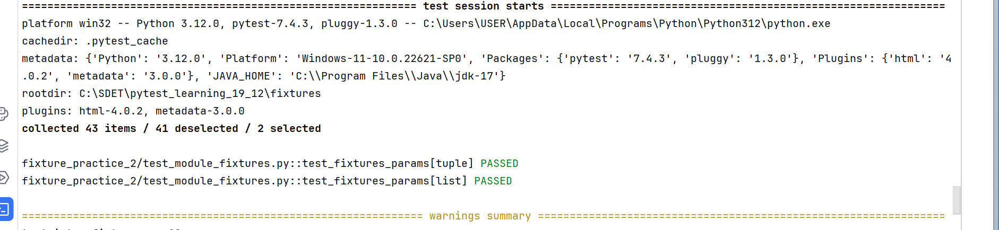 ============================================================== test session starts ==============================================================
platform win32 -- Python 3.12.0, pytest-7.4.3, pluggy-1.3.0 -- C:\Users\USER\AppData\Local\Programs\Python\Python312\python.exe
cachedir: .pytest_cache
metadata: {'Python': '3.12.0', 'Platform': 'Windows-11-10.0.22621-SP0', 'Packages': {'pytest': '7.4.3', 'pluggy': '1.3.0'}, 'Plugins': {'html': '4
.0.2', 'metadata': '3.0.0'}, 'JAVA_HOME': 'C:\\Program Files\\Java\\jdk-17'}
rootdir: C:\SDET\pytest_learning_19_12\fixtures
plugins: html-4.0.2, metadata-3.0.0
collected 43 items / 41 deselected / 2 selected
fixture_practice_2/test_module_fixtures.py::test_fixtures_params[tuple] PASSED
fixture_practice_2/test_module_fixtures.py::test_fixtures_params[list] PASSED
=============================================================== warnings summary ================================================================